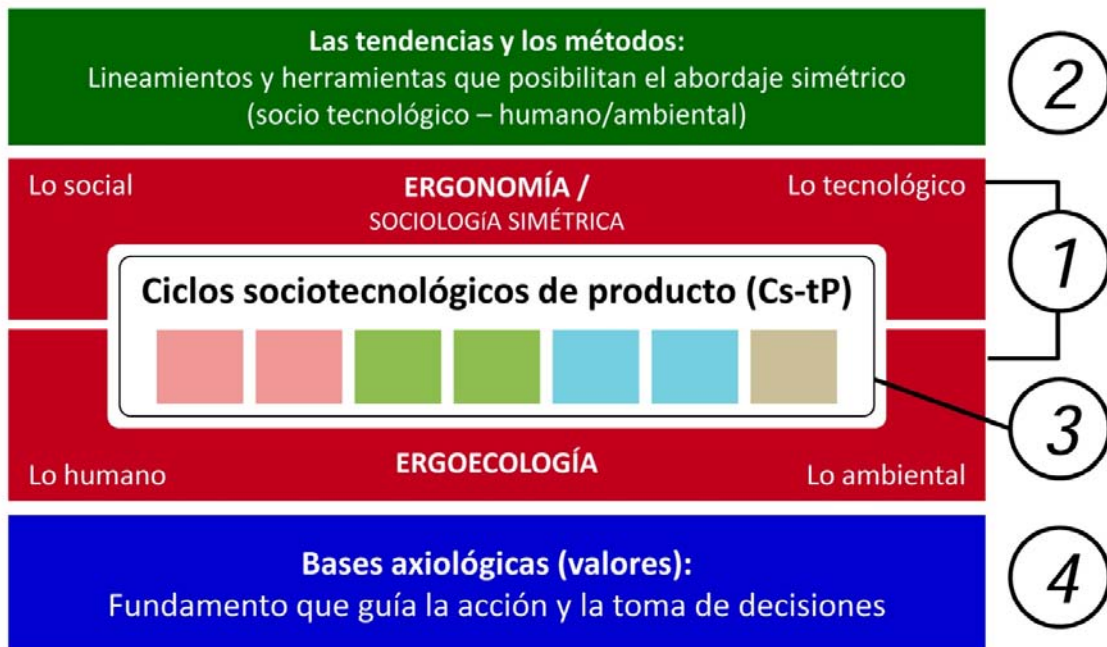 Las tendencias y los métodos:
Lineamientos y herramientas que posibilitan el abordaje simétrico
(socio tecnológico – humano/ambiental)
2
Lo social
ERGONOMÍA /
Lo tecnológico
SOCIOLOGÍA SIMÉTRICA
1
Ciclos sociotecnológicos de producto (Cs-tP)
3
ERGOECOLOGÍA
Lo humano
Lo ambiental
Bases axiológicas (valores):
Fundamento que guía la acción y la toma de decisiones
4